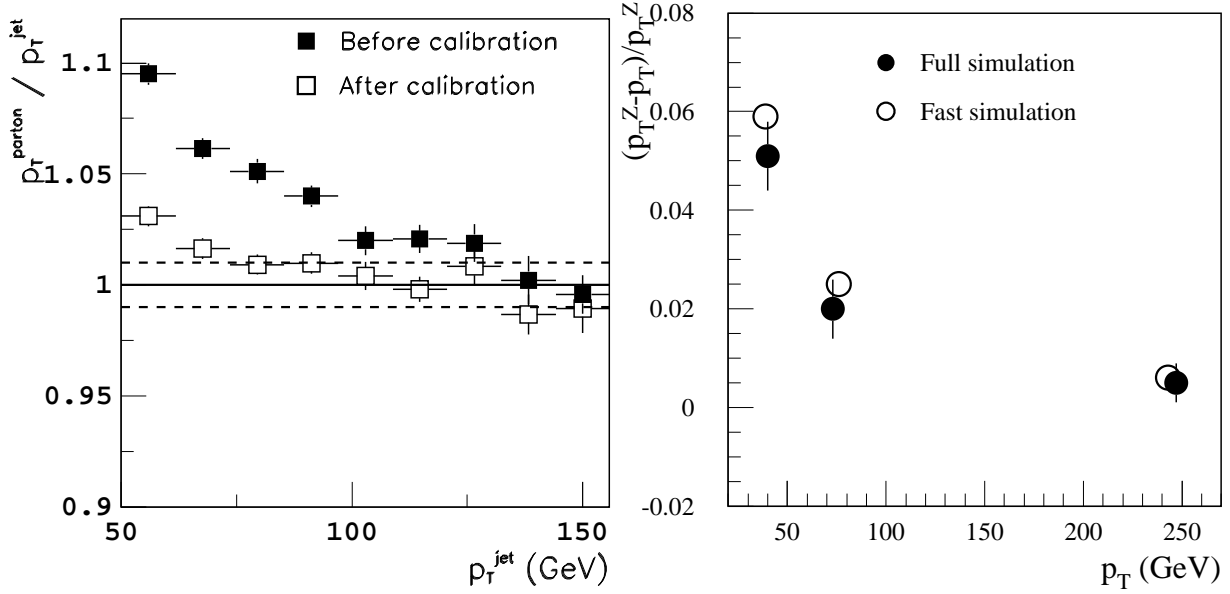 p_T^parton / p_T^jet
■ Before calibration
□ After calibration
1.1
1.05
1
0.95
0.9
50
100
150
p_T^jet (GeV)
(p_T^Z-p_T)/p_T^Z
● Full simulation
○ Fast simulation
0.08
0.06
0.04
0.02
0
-0.02
50
100
150
200
250
p_T (GeV)